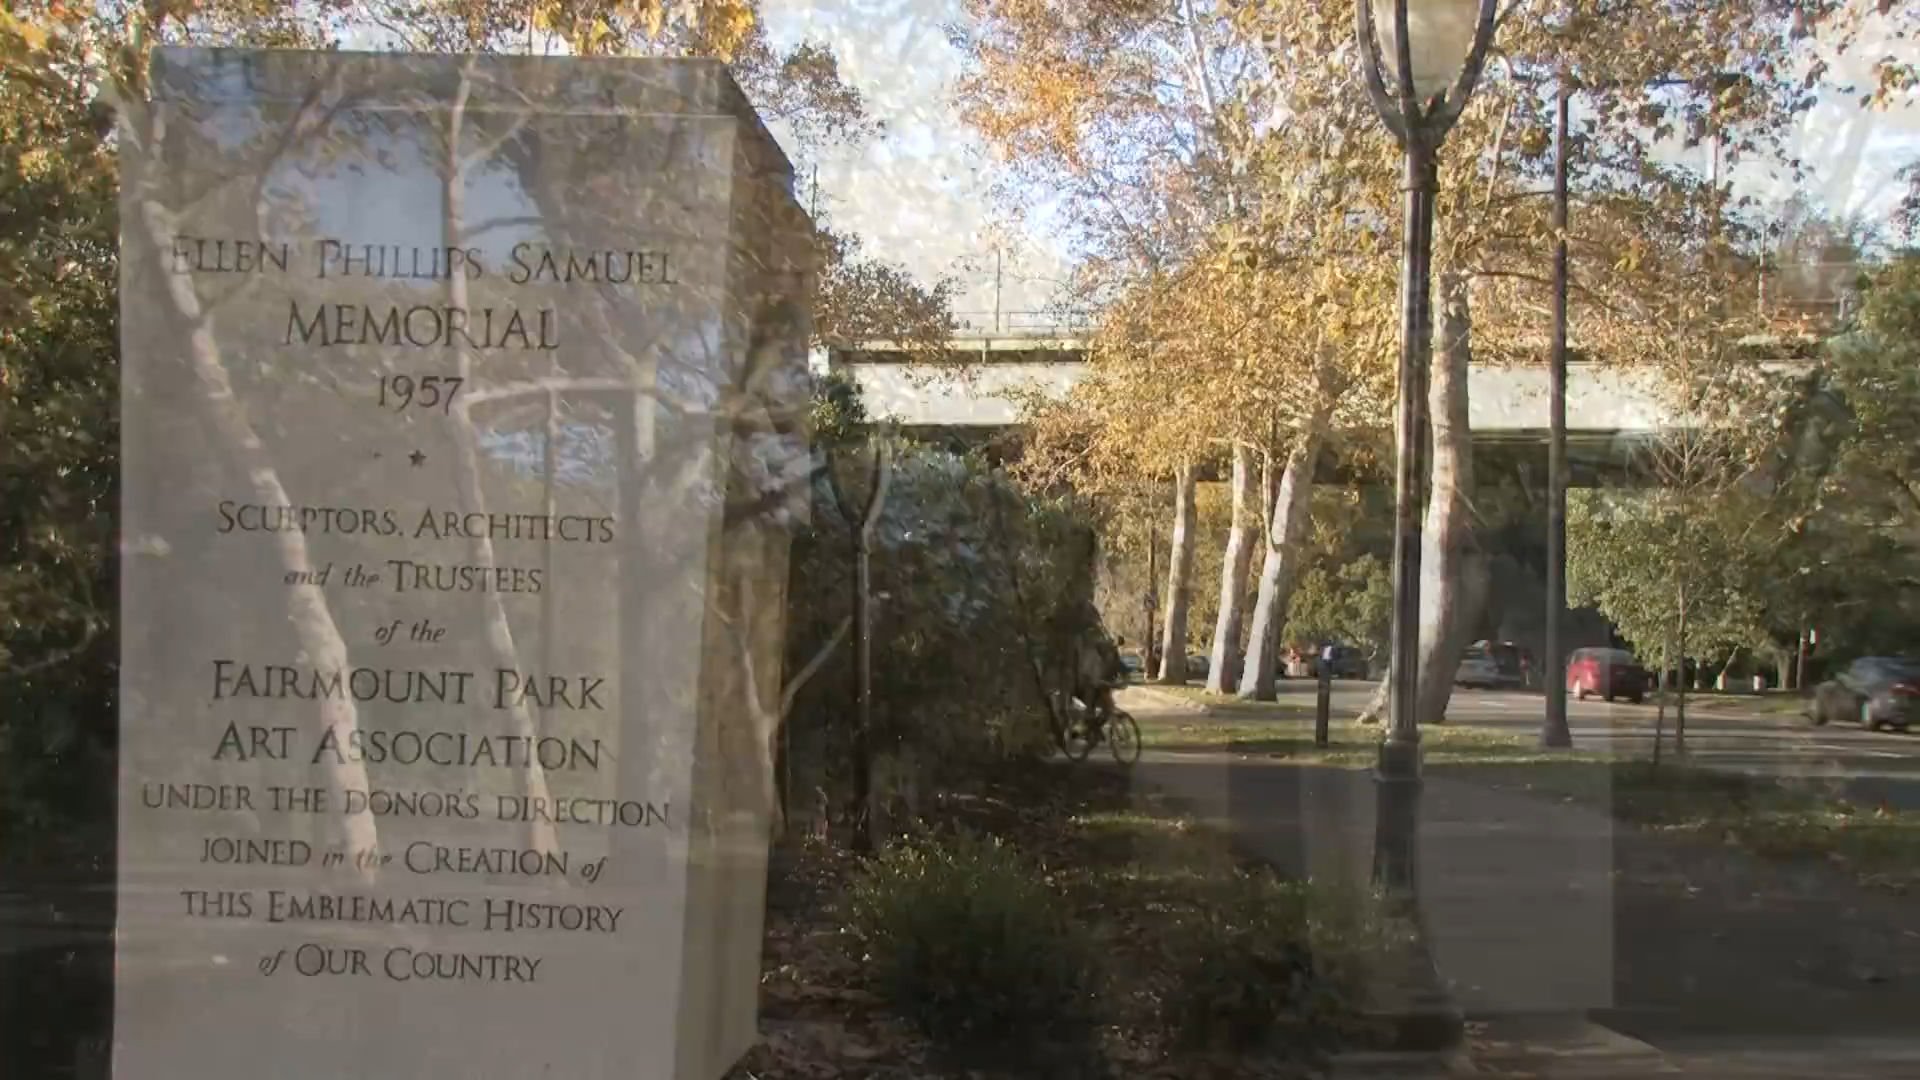 ELLEN PHILLIPS SAMUEL
MEMORIAL
1957
SCULPTORS, ARCHITECTS
and the TRUSTEES
of the
FAIRMOUNT PARK
ART ASSOCIATION
UNDER THE DONOR'S DIRECTION
JOINED in the CREATION of
THIS EMBLEMATIC HISTORY
of OUR COUNTRY